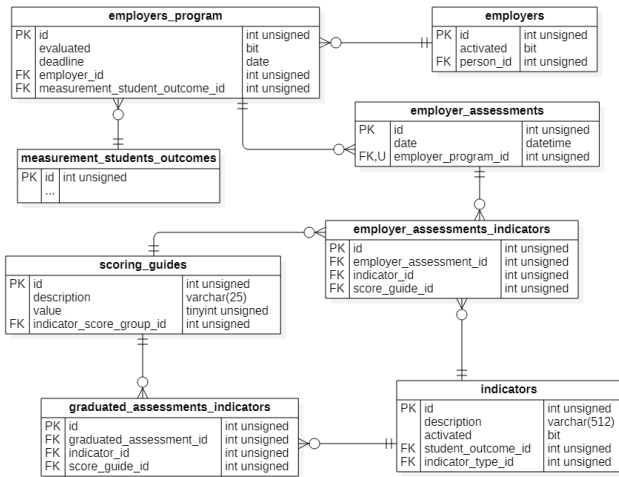 employers_program
PK id int unsigned
evaluated bit
deadline date
FK employer_id int unsigned
FK measurement_student_outcome_id int unsigned
employers
PK id int unsigned
activated bit
FK person_id int unsigned
employer_assessments
PK id int unsigned
date datetime
FK,U employer_program_id int unsigned
measurement_students_outcomes
PK id int unsigned
...
employer_assessments_indicators
PK id int unsigned
FK employer_assessment_id int unsigned
FK indicator_id int unsigned
FK score_guide_id int unsigned
scoring_guides
PK id int unsigned
description varchar(25)
value tinyint unsigned
FK indicator_score_group_id int unsigned
indicators
PK id int unsigned
description varchar(512)
activated bit
FK student_outcome_id int unsigned
FK indicator_type_id int unsigned
graduated_assessments_indicators
PK id int unsigned
FK graduated_assessment_id int unsigned
FK indicator_id int unsigned
FK score_guide_id int unsigned